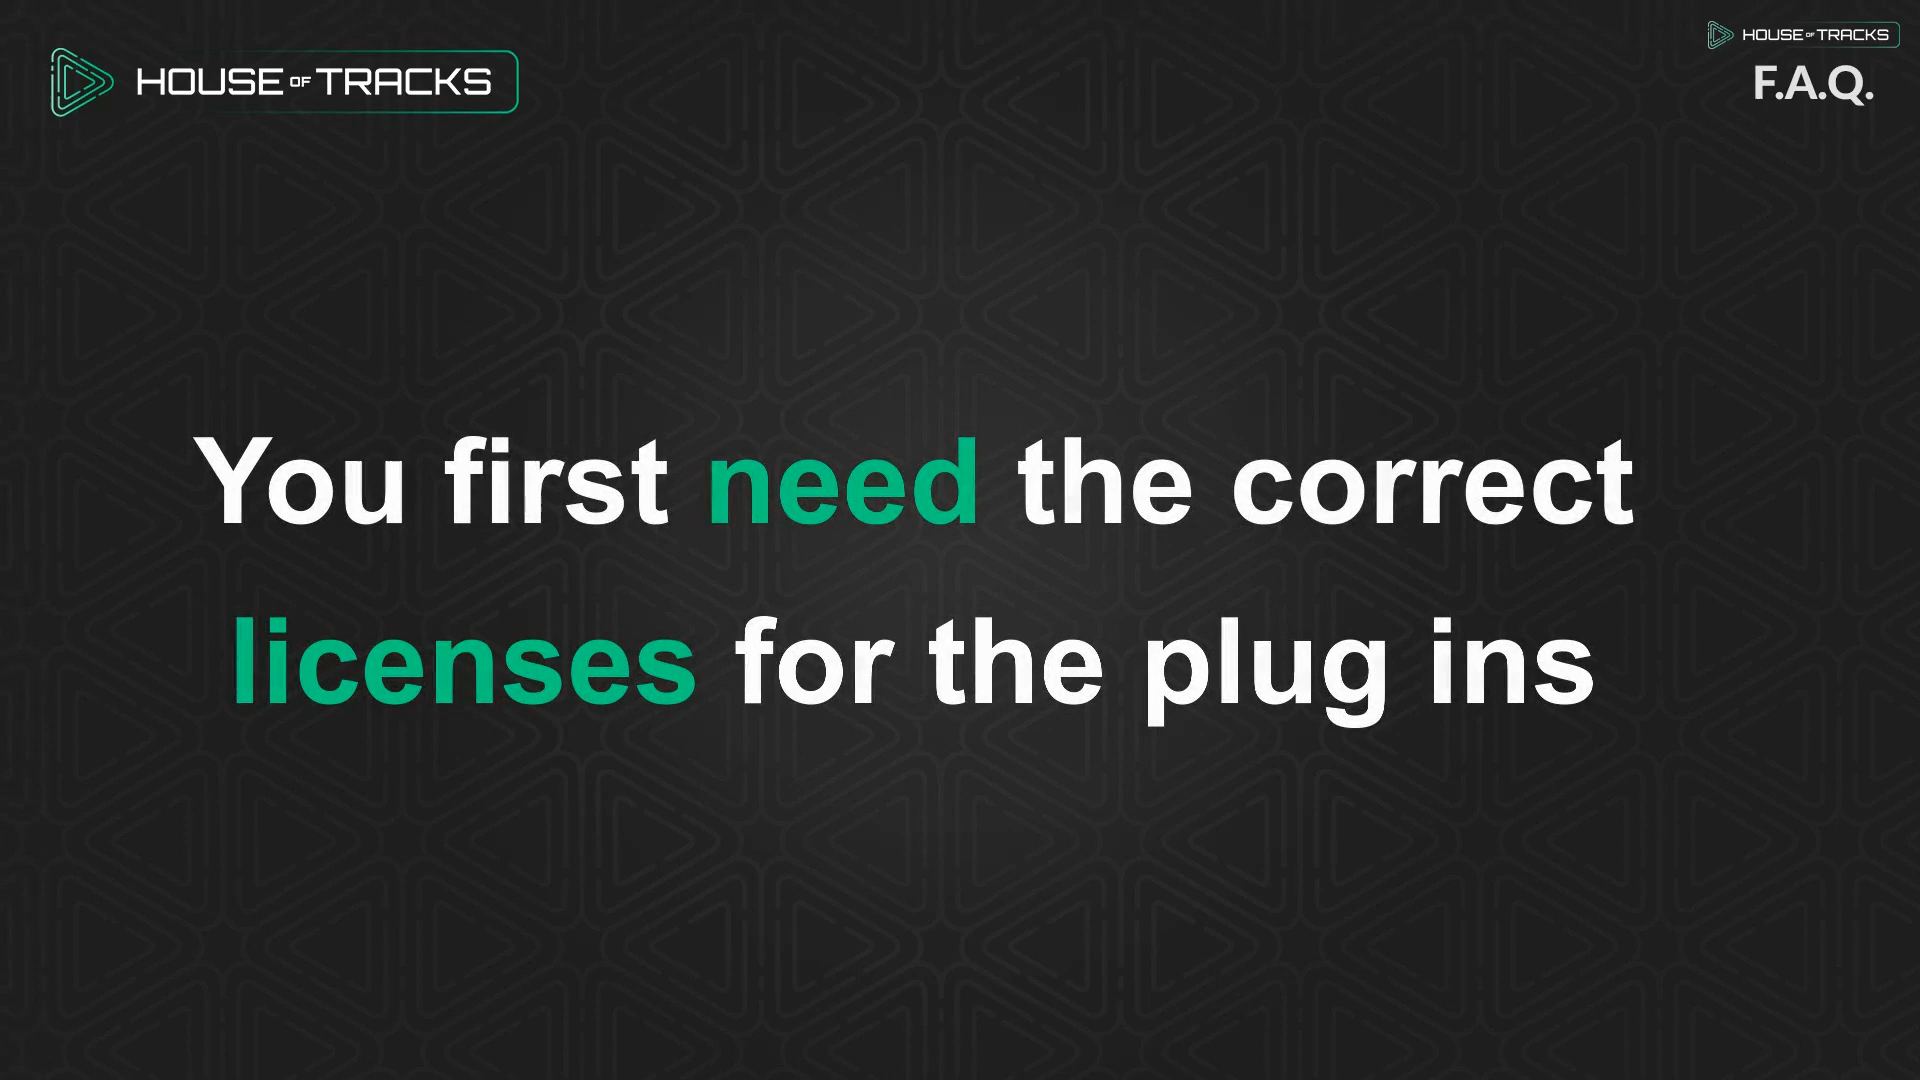 HOUSE OF TRACKS
HOUSE OF TRACKS
F.A.Q.
You first need the correct
licenses for the plug ins